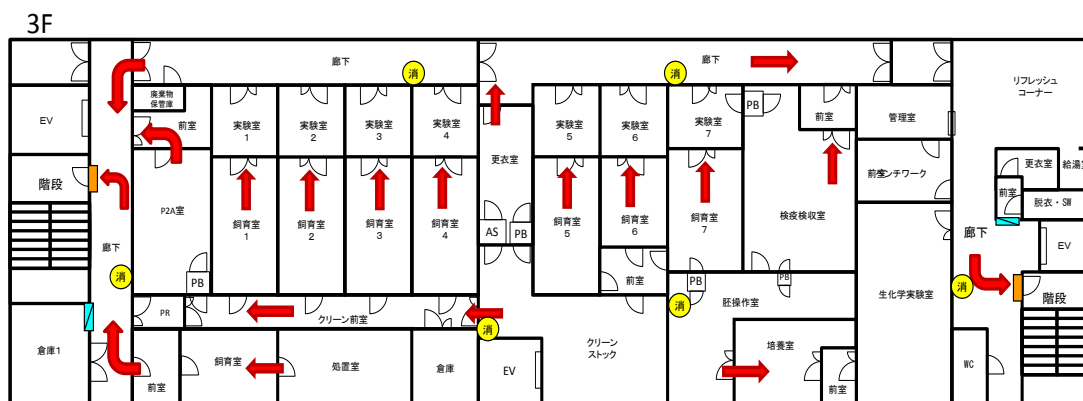 3F
廊下
消
消
廊下
リフレッシュ
コーナー
EV
廃棄物
保管庫
前室
実験室
1
実験室
2
実験室
3
実験室
4
更衣室
実験室
5
実験室
6
実験室
7
PB
前室
管理室
階段
P2A室
飼育室
1
飼育室
2
飼育室
3
飼育室
4
飼育室
5
飼育室
6
飼育室
7
検疫検収室
前室
ンチワーク
更衣室
給湯室
前室
脱衣・SW
廊下
AS
PB
廊下
EV
消
PB
前室
PB
PB
消
胚操作室
生化学実験室
消
階段
PR
クリーン前室
消
クリーン
ストック
倉庫1
前室
飼育室
処置室
倉庫
EV
培養室
前室
WC